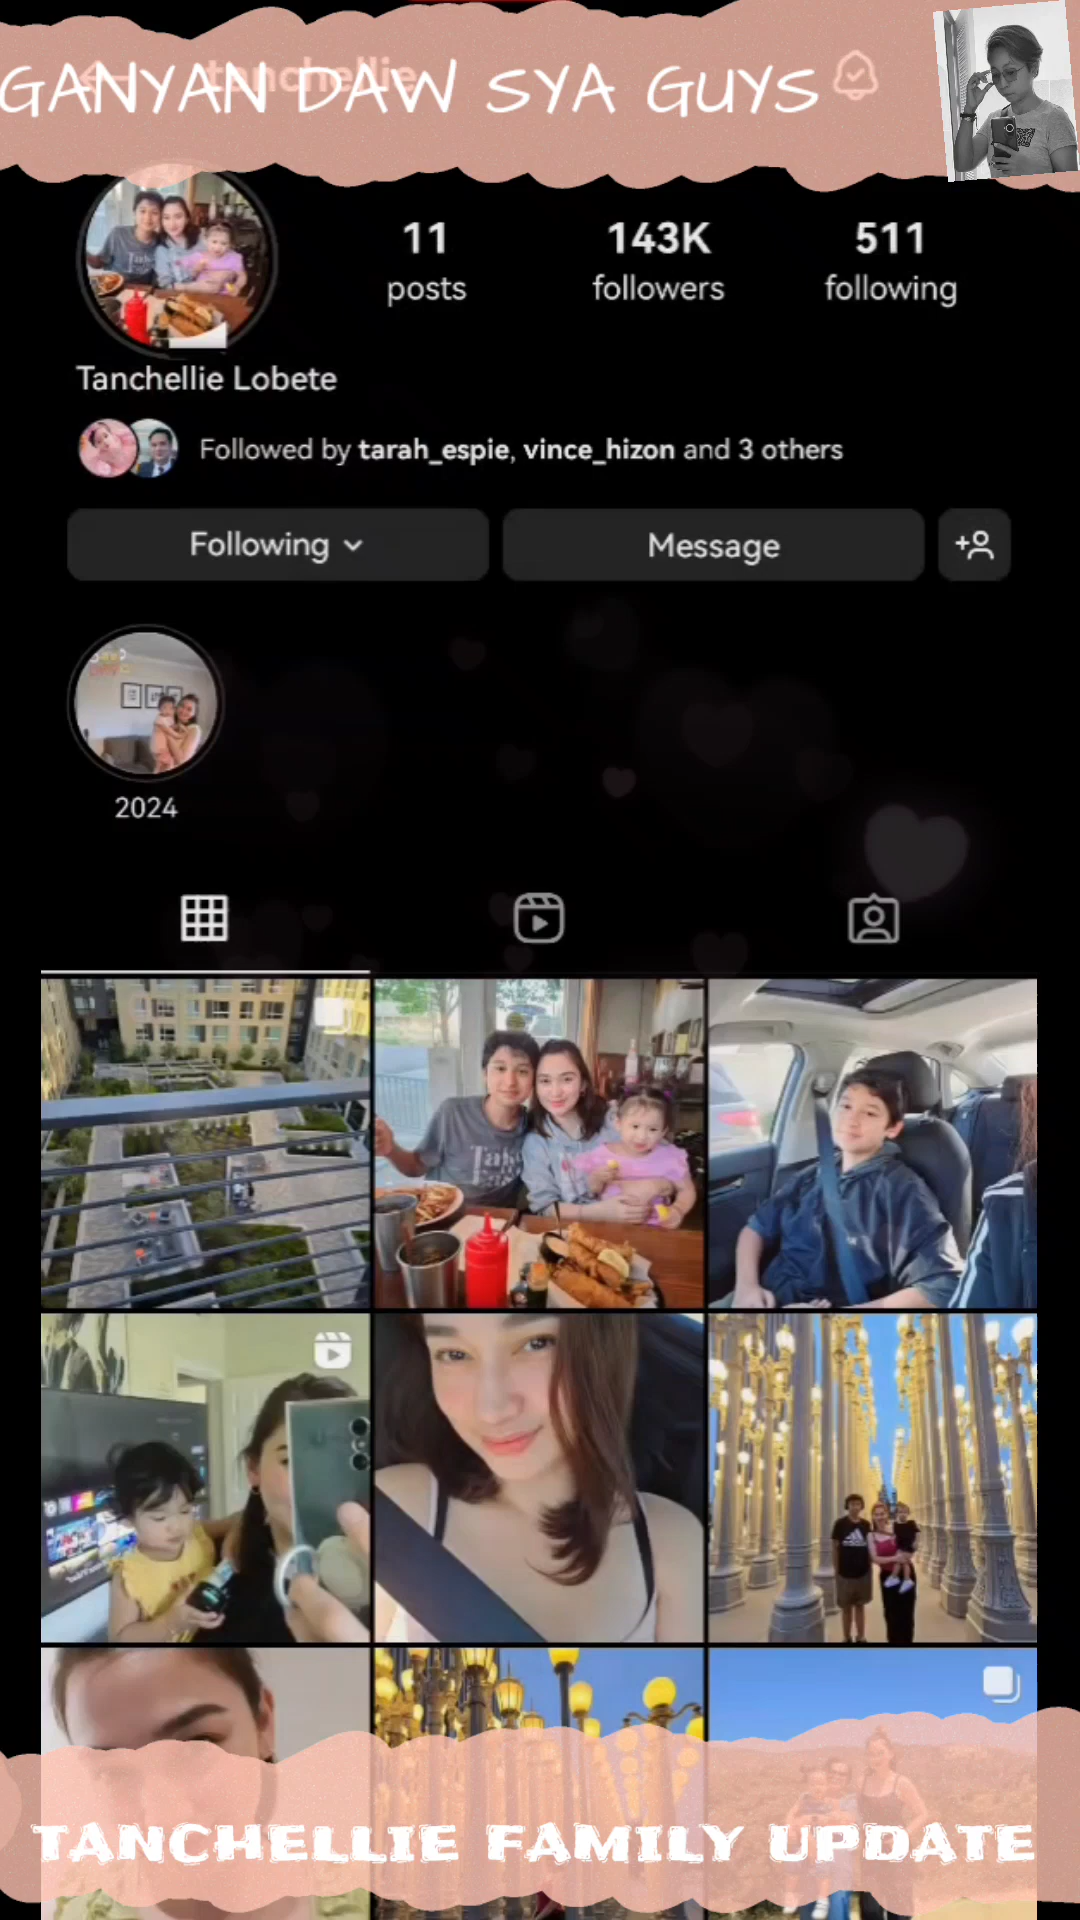 tanchellie
GANYAN DAW SYA GUYS
11 143K 511
posts followers following
Tanchellie Lobete
Followed by tarah_espie, vince_hizon and 3 others
Following Message
2024
TANCHELLIE FAMILY UPDATE